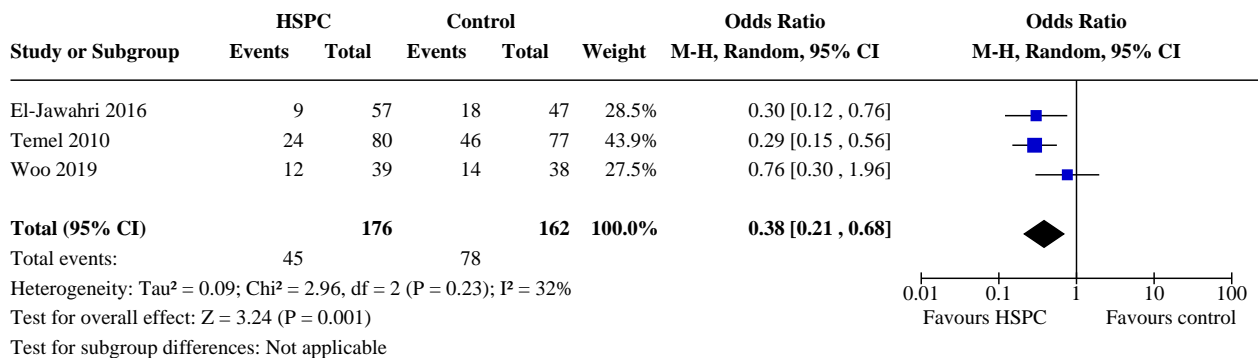 HSPC Control Odds Ratio Odds Ratio
Study or Subgroup Events Total Events Total Weight M-H, Random, 95% CI M-H, Random, 95% CI
El-Jawahri 2016 9 57 18 47 28.5% 0.30 [0.12 , 0.76]
Temel 2010 24 80 46 77 43.9% 0.29 [0.15 , 0.56]
Woo 2019 12 39 14 38 27.5% 0.76 [0.30 , 1.96]
Total (95% CI) 176 162 100.0% 0.38 [0.21 , 0.68]
Total events: 45 78
Heterogeneity: Tau² = 0.09; Chi² = 2.96, df = 2 (P = 0.23); I² = 32%
0.01 0.1 1 10 100
Test for overall effect: Z = 3.24 (P = 0.001) Favours HSPC Favours control
Test for subgroup differences: Not applicable